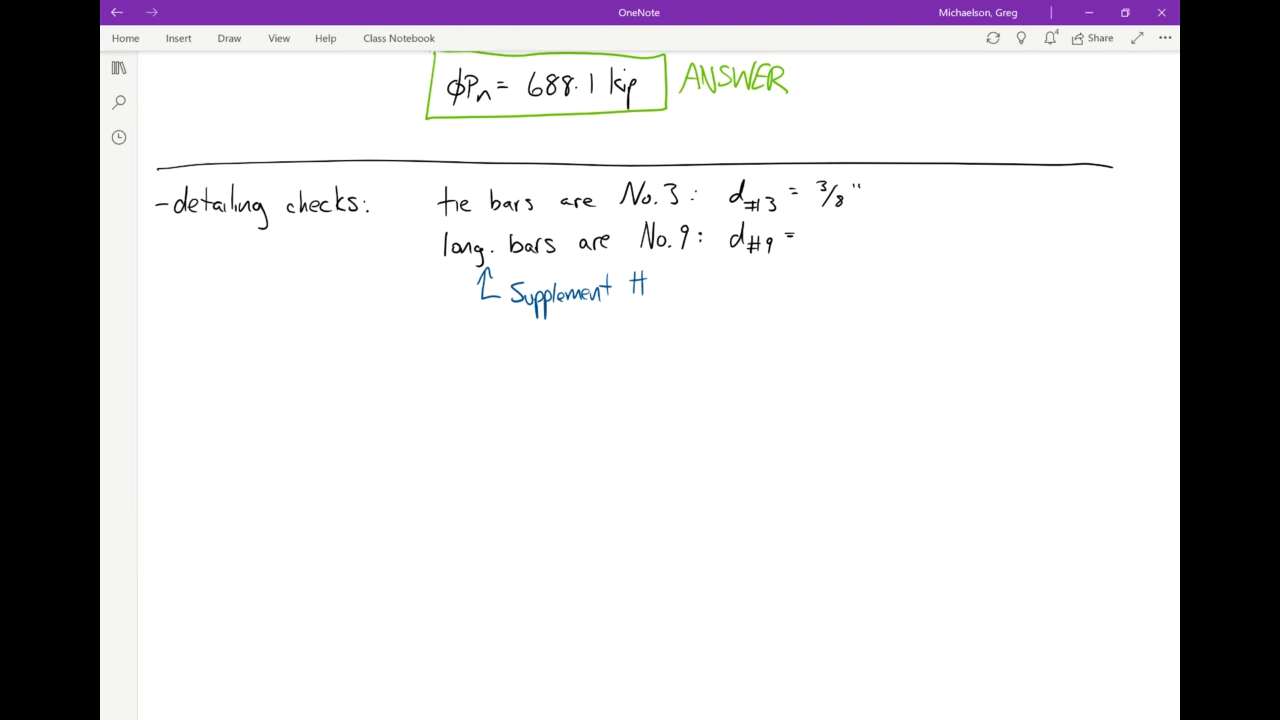 OneNote
Michaelson, Greg
Home Insert Draw View Help Class Notebook
4
Share
ϕPn = 688.1 kip ANSWER
- detailing checks: tie bars are No. 3: d#3 = 3/8"
long. bars are No. 9: d#9 =
Supplement #